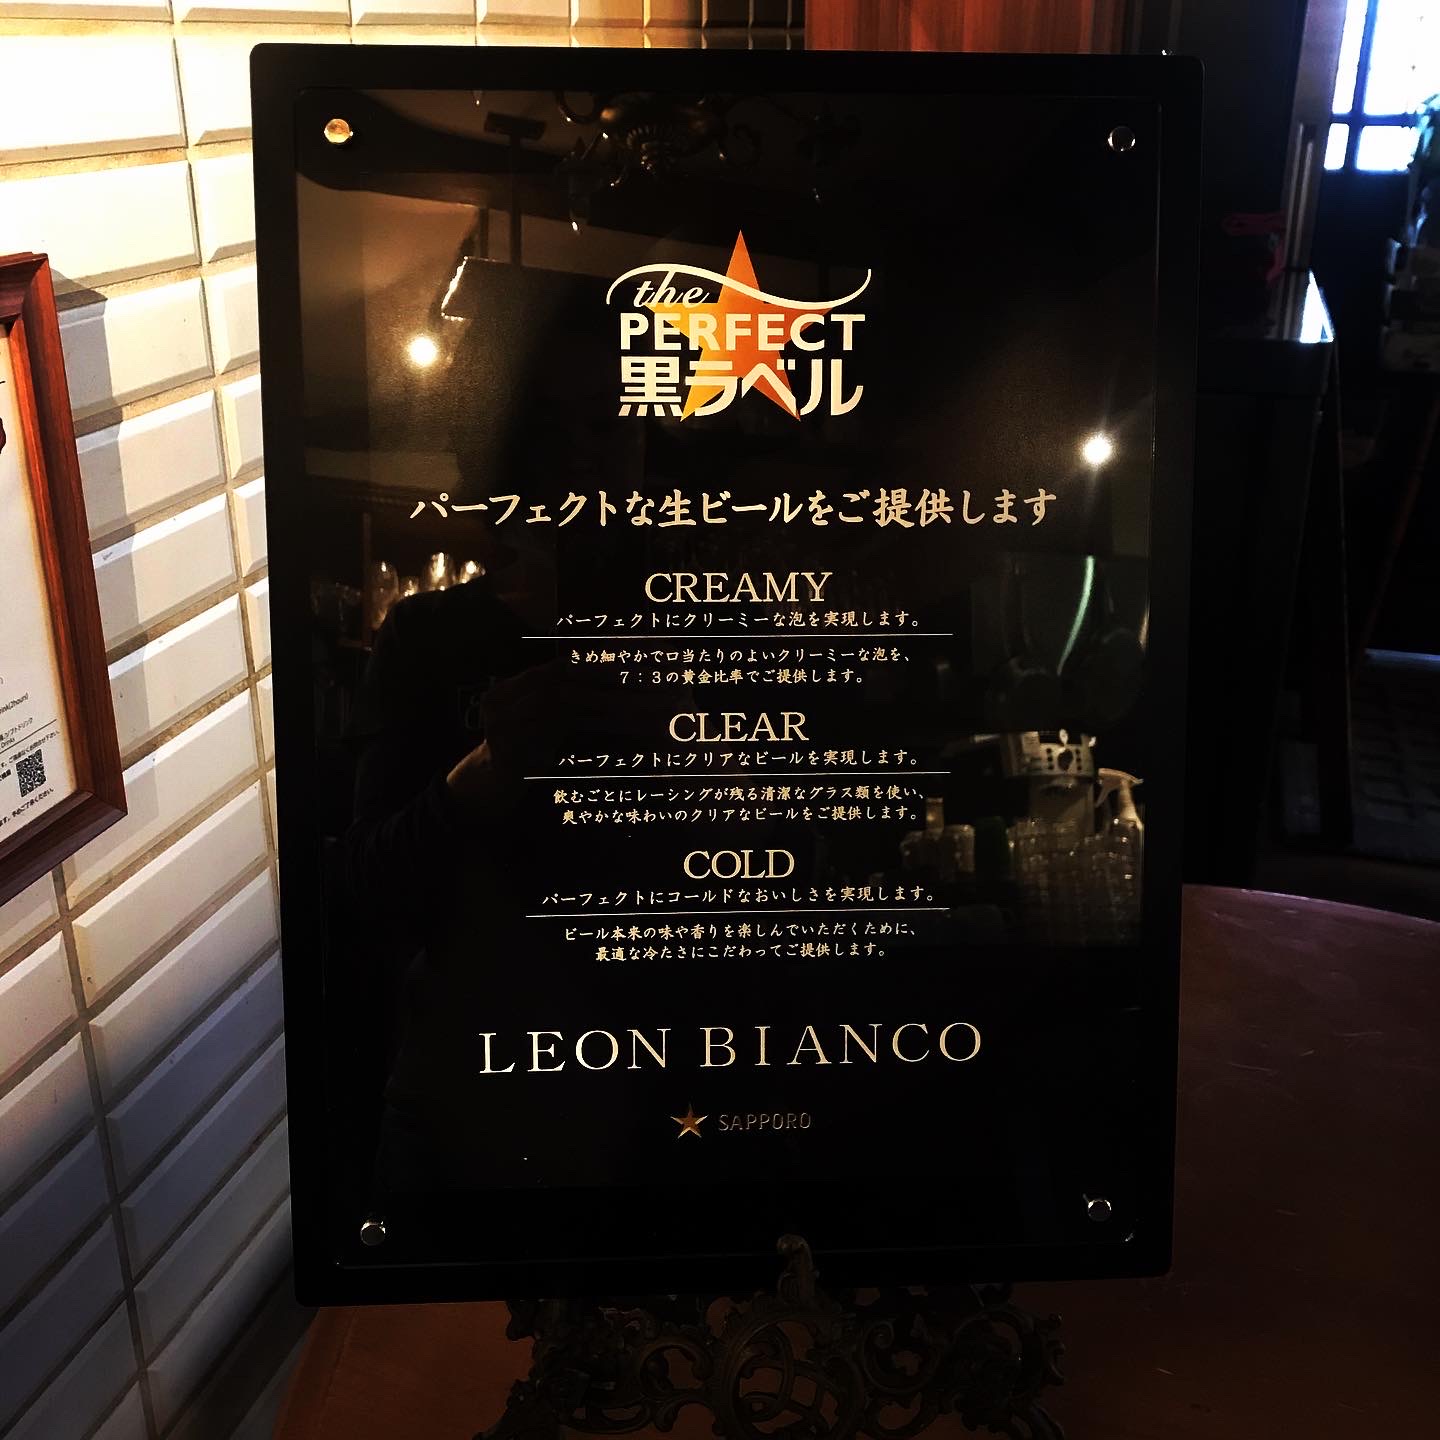 the
PERFECT
黒ラベル
パーフェクトな生ビールをご提供します
CREAMY
パーフェクトにクリーミーな泡を実現します。
きめ細やかで口当たりのよいクリーミーな泡を、
7：3の黄金比率でご提供します。
CLEAR
パーフェクトにクリアなビールを実現します。
飲むごとにレーシングが残る清潔なグラス類を使い、
爽やかな味わいのクリアなビールをご提供します。
COLD
パーフェクトにコールドなおいしさを実現します。
ビール本来の味や香りを楽しんでいただくために、
最適な冷たさにこだわってご提供します。
LEON BIANCO
SAPPORO